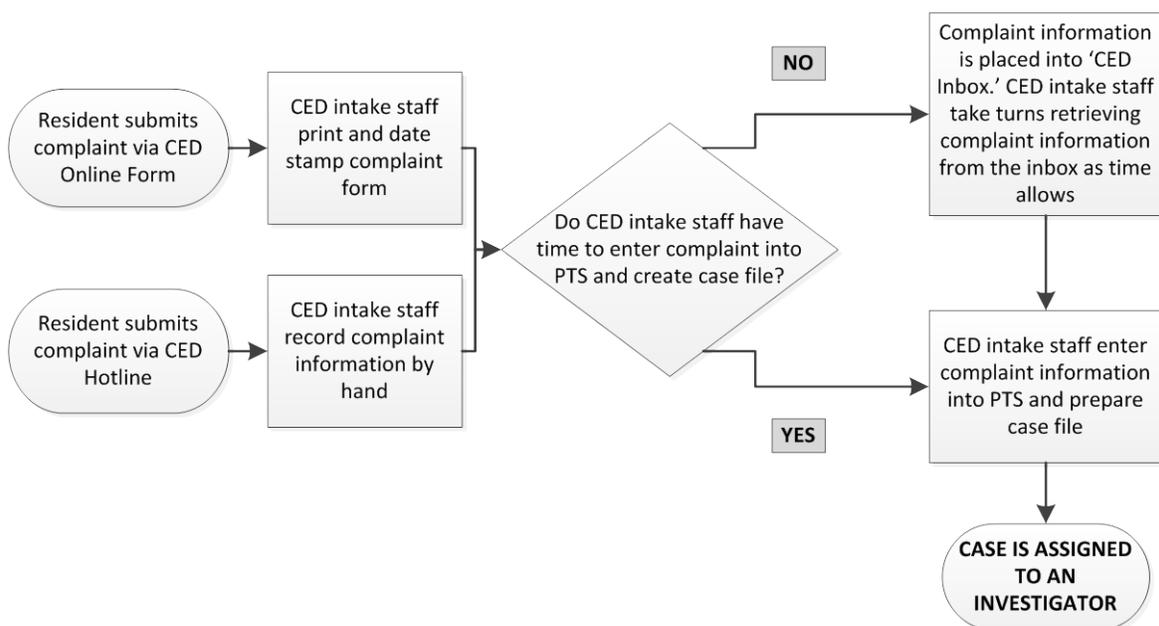 Resident submits
complaint via CED
Online Form
CED intake staff
print and date
stamp complaint
form
Resident submits
complaint via CED
Hotline
CED intake staff
record complaint
information by
hand
Do CED intake staff have
time to enter complaint into
PTS and create case file?
NO
Complaint information
is placed into ‘CED
Inbox.’ CED intake staff
take turns retrieving
complaint information
from the inbox as time
allows
YES
CED intake staff enter
complaint information
into PTS and prepare
case file
CASE IS ASSIGNED
TO AN
INVESTIGATOR